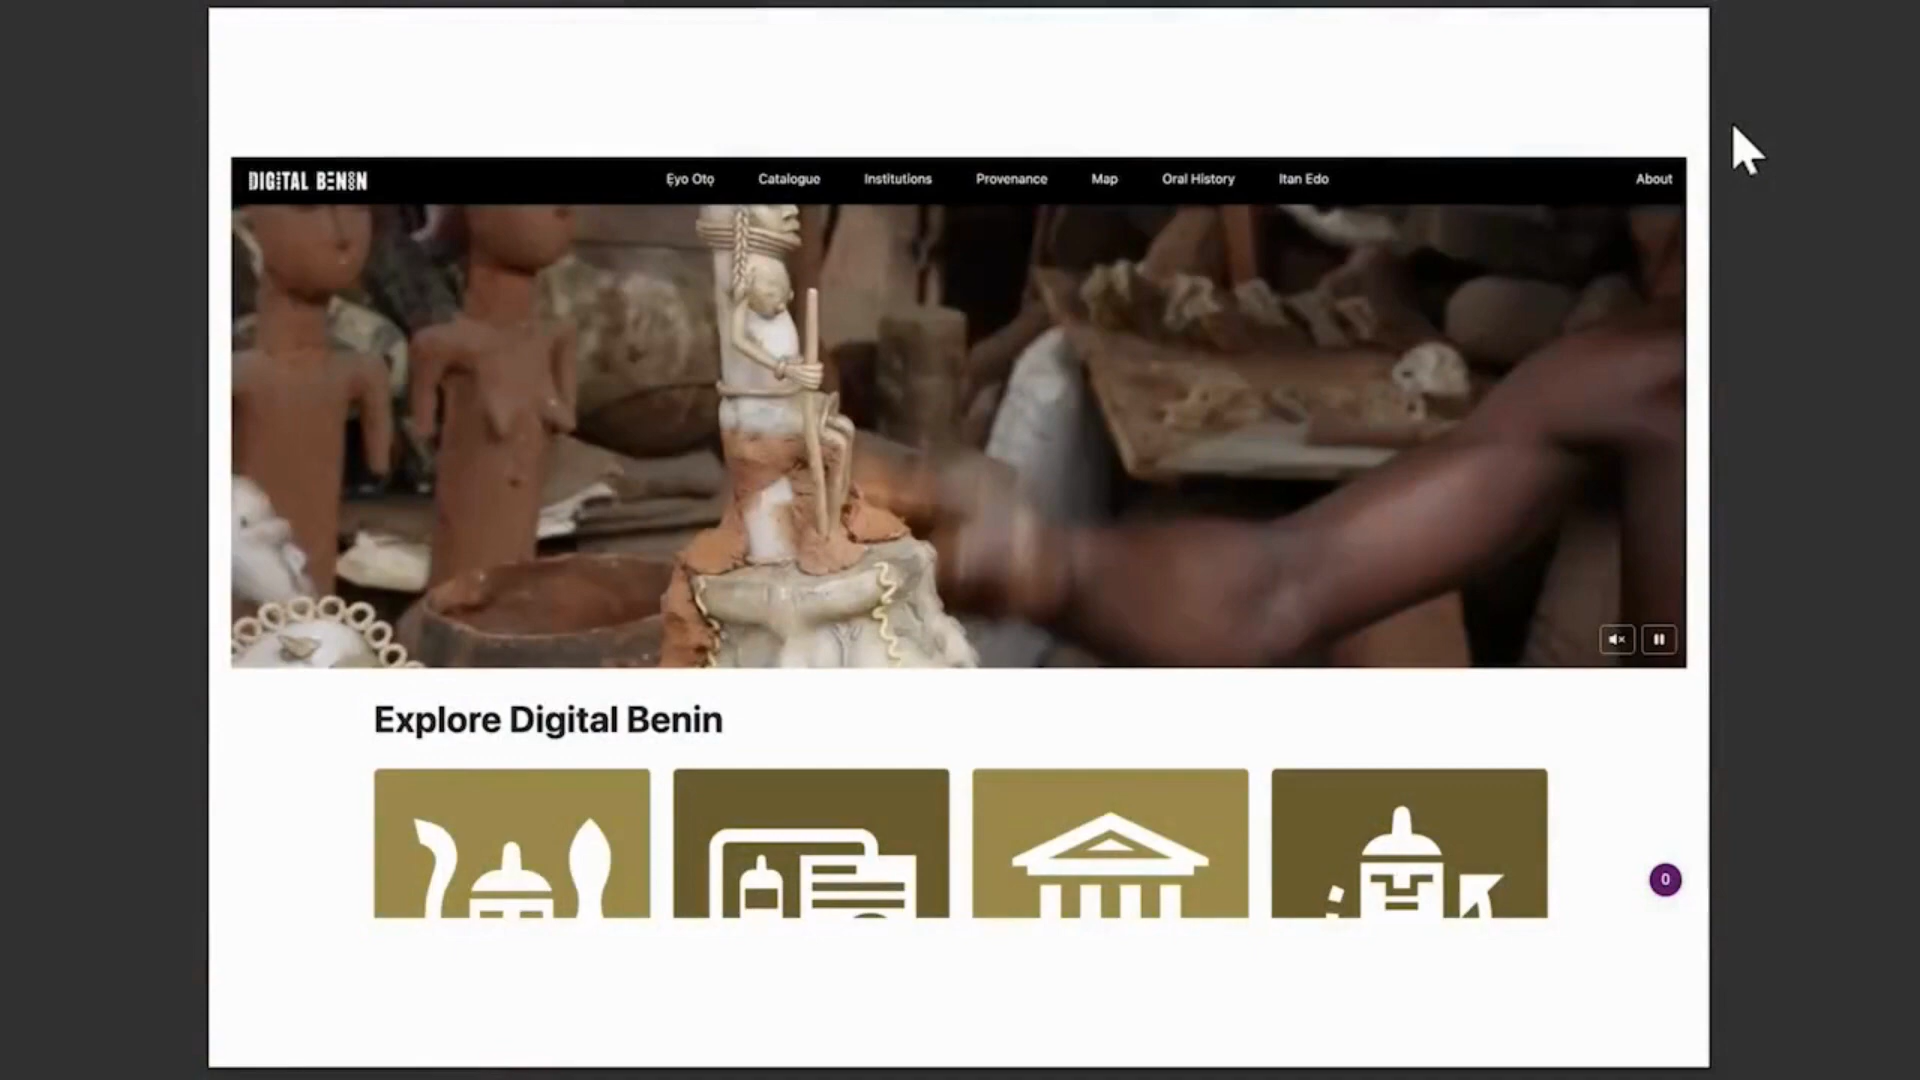 DIGITAL BENIN
Ẹyo Otọ
Catalogue
Institutions
Provenance
Map
Oral History
Itan Edo
About
Explore Digital Benin
0